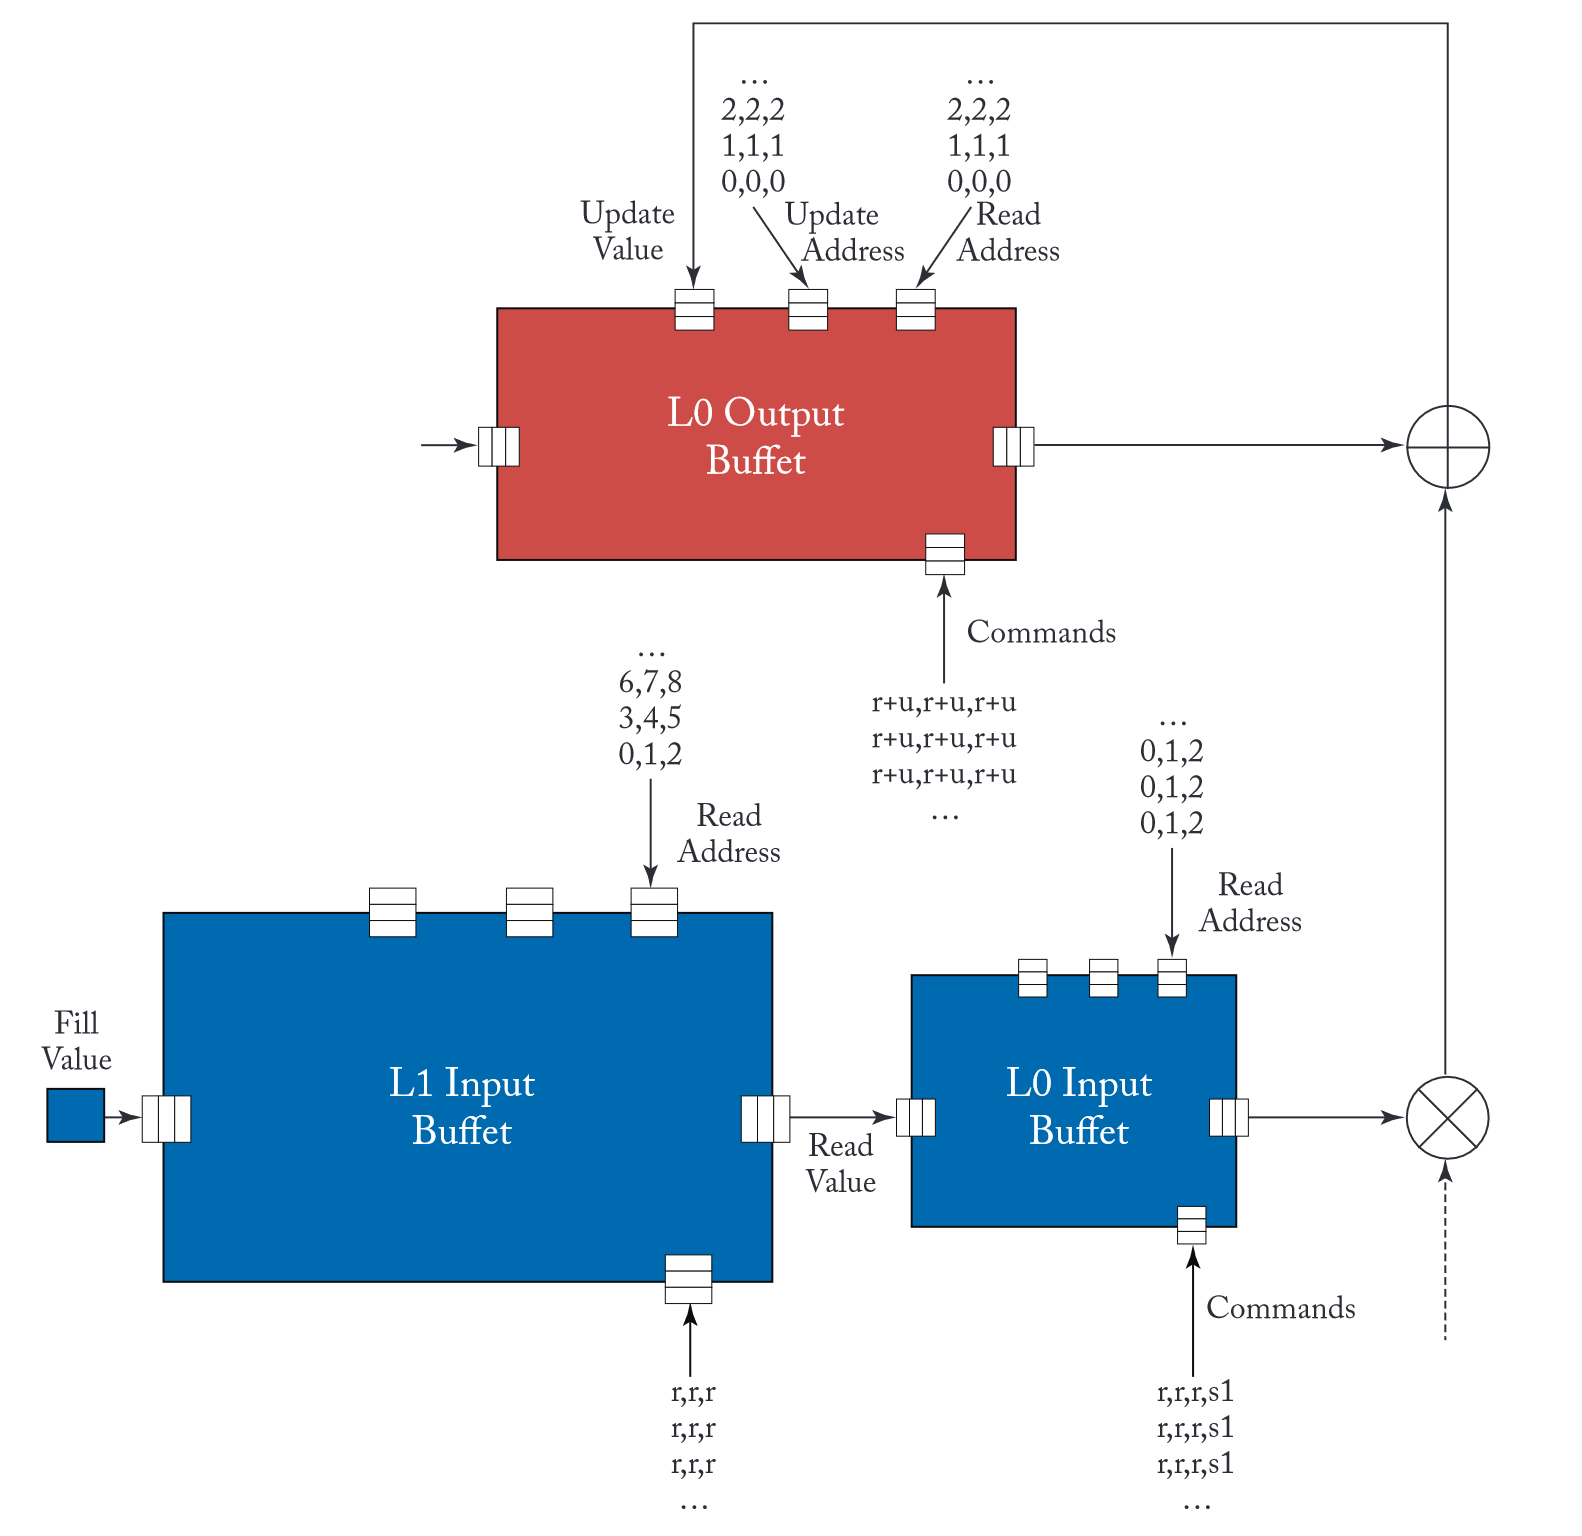 ...
2,2,2
1,1,1
0,0,0
...
2,2,2
1,1,1
0,0,0
Update
Value
Update
Address
Read
Address
L0 Output
Buffet
Commands
r+u,r+u,r+u
r+u,r+u,r+u
r+u,r+u,r+u
...
...
6,7,8
3,4,5
0,1,2
Read
Address
...
0,1,2
0,1,2
0,1,2
Read
Address
Fill
Value
L1 Input
Buffet
Read
Value
L0 Input
Buffet
Commands
r,r,r
r,r,r
r,r,r
...
r,r,r,s1
r,r,r,s1
r,r,r,s1
...